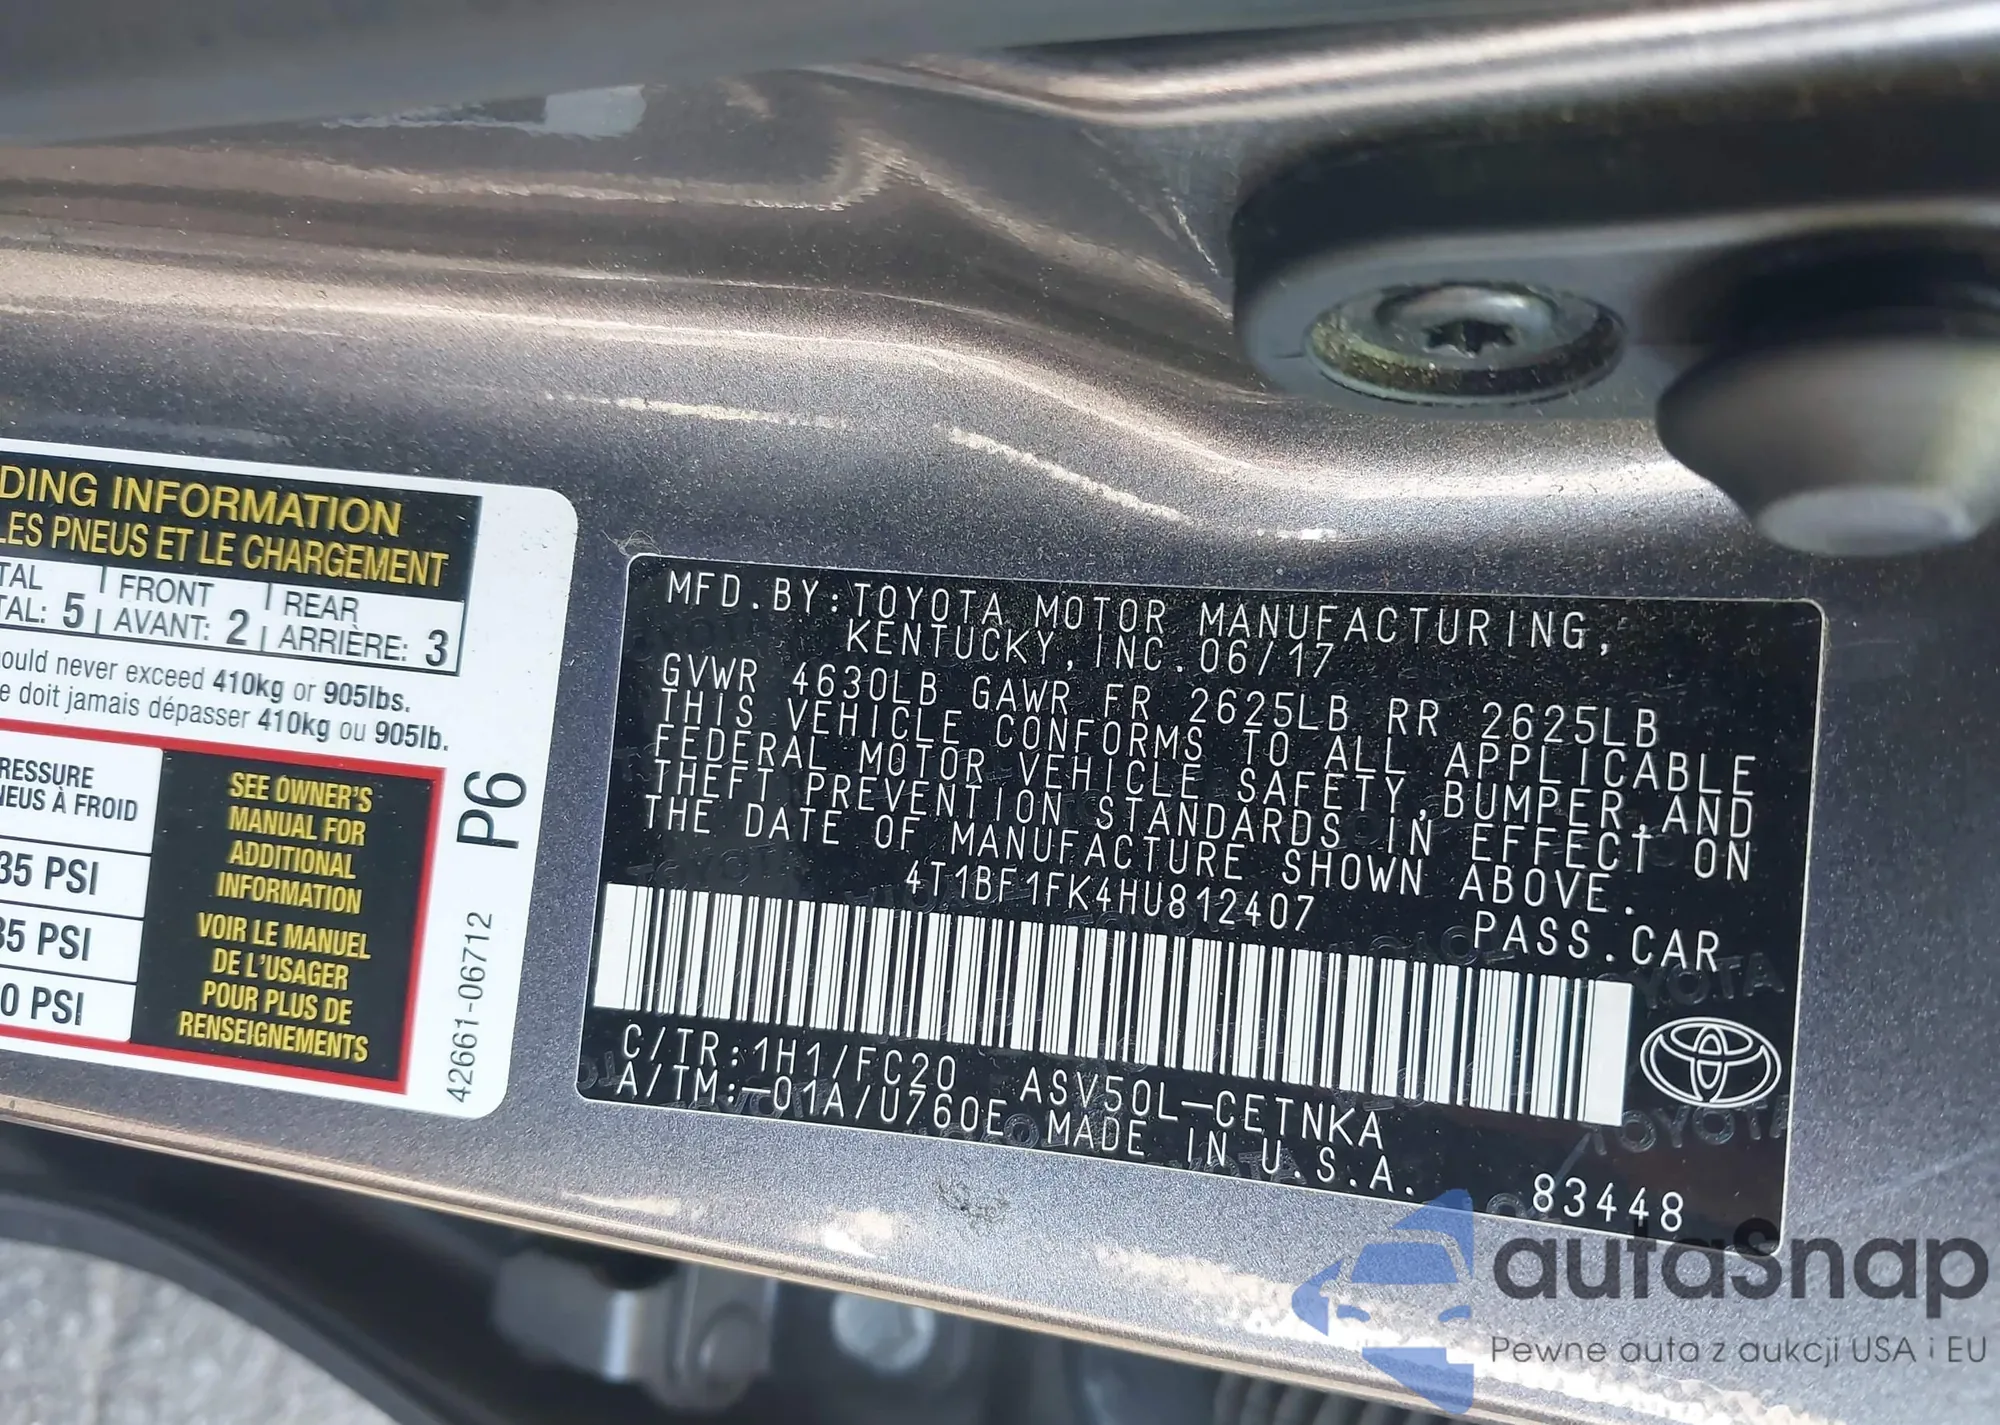 DING INFORMATION
LES PNEUS ET LE CHARGEMENT
TAL | FRONT | REAR
TAL: 5 | AVANT: 2 | ARRIÈRE: 3
ould never exceed 410kg or 905lbs.
e doit jamais dépasser 410kg ou 905lb.
RESSURE
NEUS À FROID
35 PSI
35 PSI
0 PSI
SEE OWNER'S
MANUAL FOR
ADDITIONAL
INFORMATION
VOIR LE MANUEL
DE L'USAGER
POUR PLUS DE
RENSEIGNEMENTS
P6
42661-06712
MFD.BY:TOYOTA MOTOR MANUFACTURING,
KENTUCKY,INC.06/17
GVWR 4630LB GAWR FR 2625LB RR 2625LB
THIS VEHICLE CONFORMS TO ALL APPLICABLE
FEDERAL MOTOR VEHICLE SAFETY,BUMPER,AND
THEFT PREVENTION STANDARDS IN EFFECT ON
THE DATE OF MANUFACTURE SHOWN ABOVE.
4T1BF1FK4HU812407 PASS.CAR
C/TR:1H1/FC20 ASV50L-CETNKA
A/TM:-01A/U760E MADE IN U.S.A.
83448
autasnap
Pewne auta z aukcji USA i EU